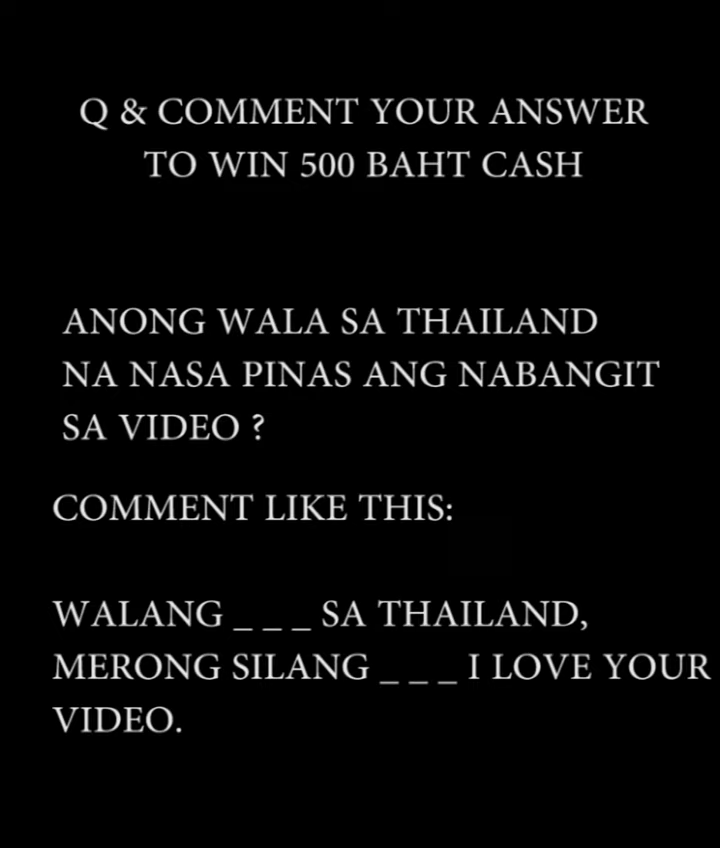 Q & COMMENT YOUR ANSWER
TO WIN 500 BAHT CASH
ANONG WALA SA THAILAND
NA NASA PINAS ANG NABANGIT
SA VIDEO ?
COMMENT LIKE THIS:
WALANG _ _ _ SA THAILAND,
MERONG SILANG _ _ _ I LOVE YOUR
VIDEO.